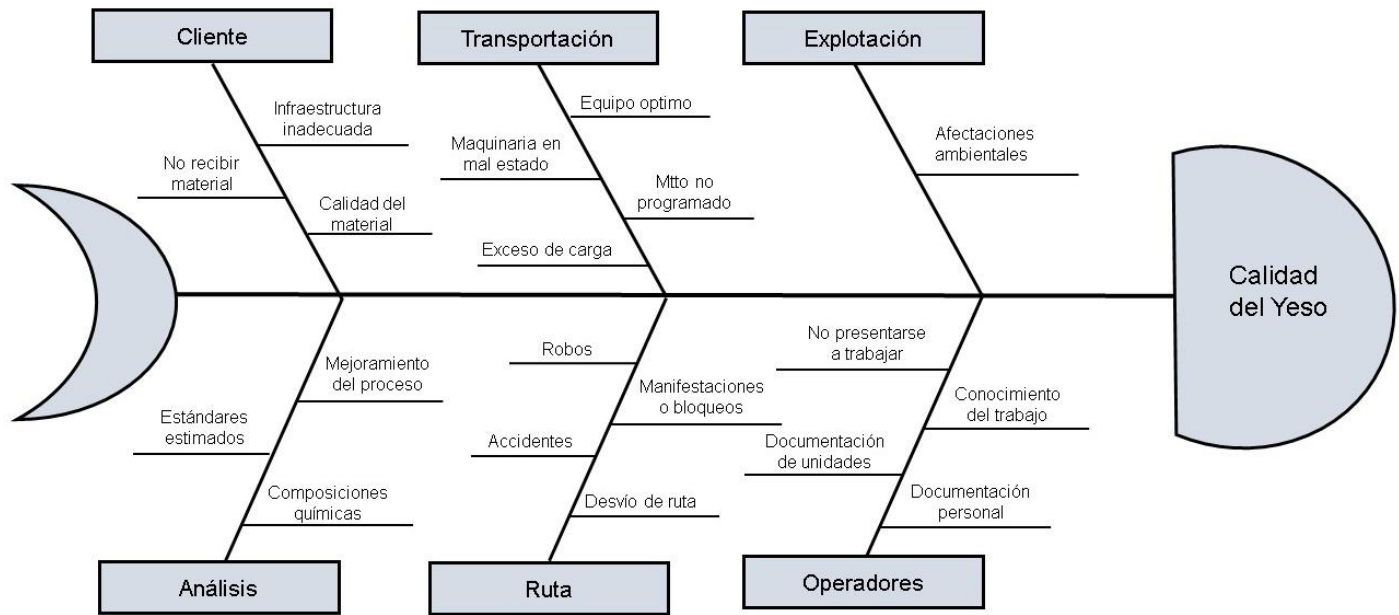 Cliente
Transportación
Explotación
Infraestructura
inadecuada
No recibir
material
Calidad del
material
Equipo optimo
Maquinaria en
mal estado
Mtto no
programado
Exceso de carga
Afectaciones
ambientales
Calidad
del Yeso
Mejoramiento
del proceso
Estándares
estimados
Composiciones
químicas
Robos
Manifestaciones
o bloqueos
Accidentes
Desvío de ruta
No presentarse
a trabajar
Conocimiento
del trabajo
Documentación
de unidades
Documentación
personal
Análisis
Ruta
Operadores